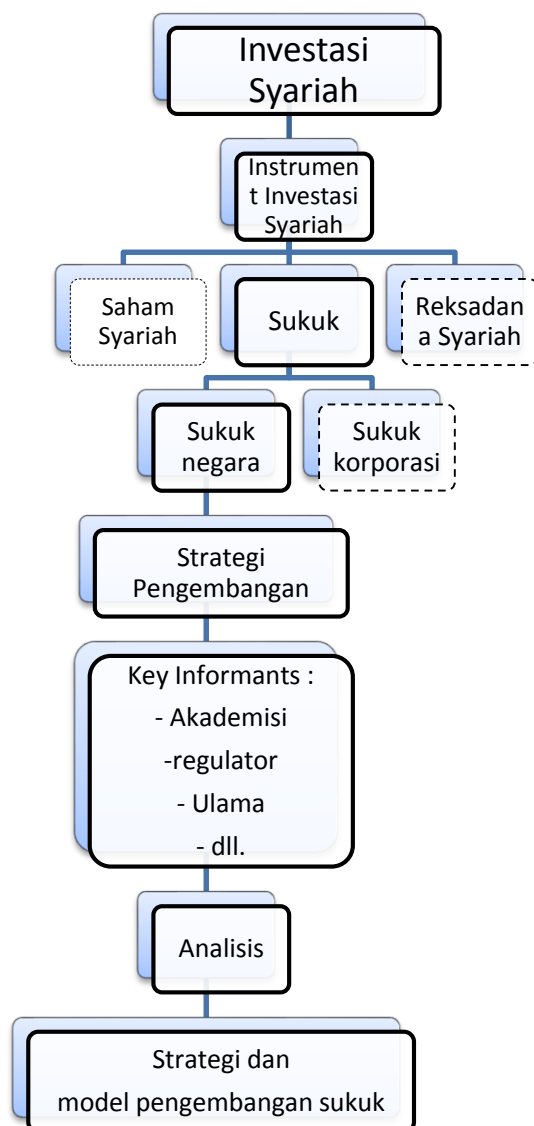 Investasi
Syariah
Instrumen
t Investasi
Syariah
Saham
Syariah
Sukuk
Reksadan
a Syariah
Sukuk
negara
Sukuk
korporasi
Strategi
Pengembangan
Key Informants :
- Akademisi
-regulator
- Ulama
- dll.
Analisis
Strategi dan
model pengembangan sukuk